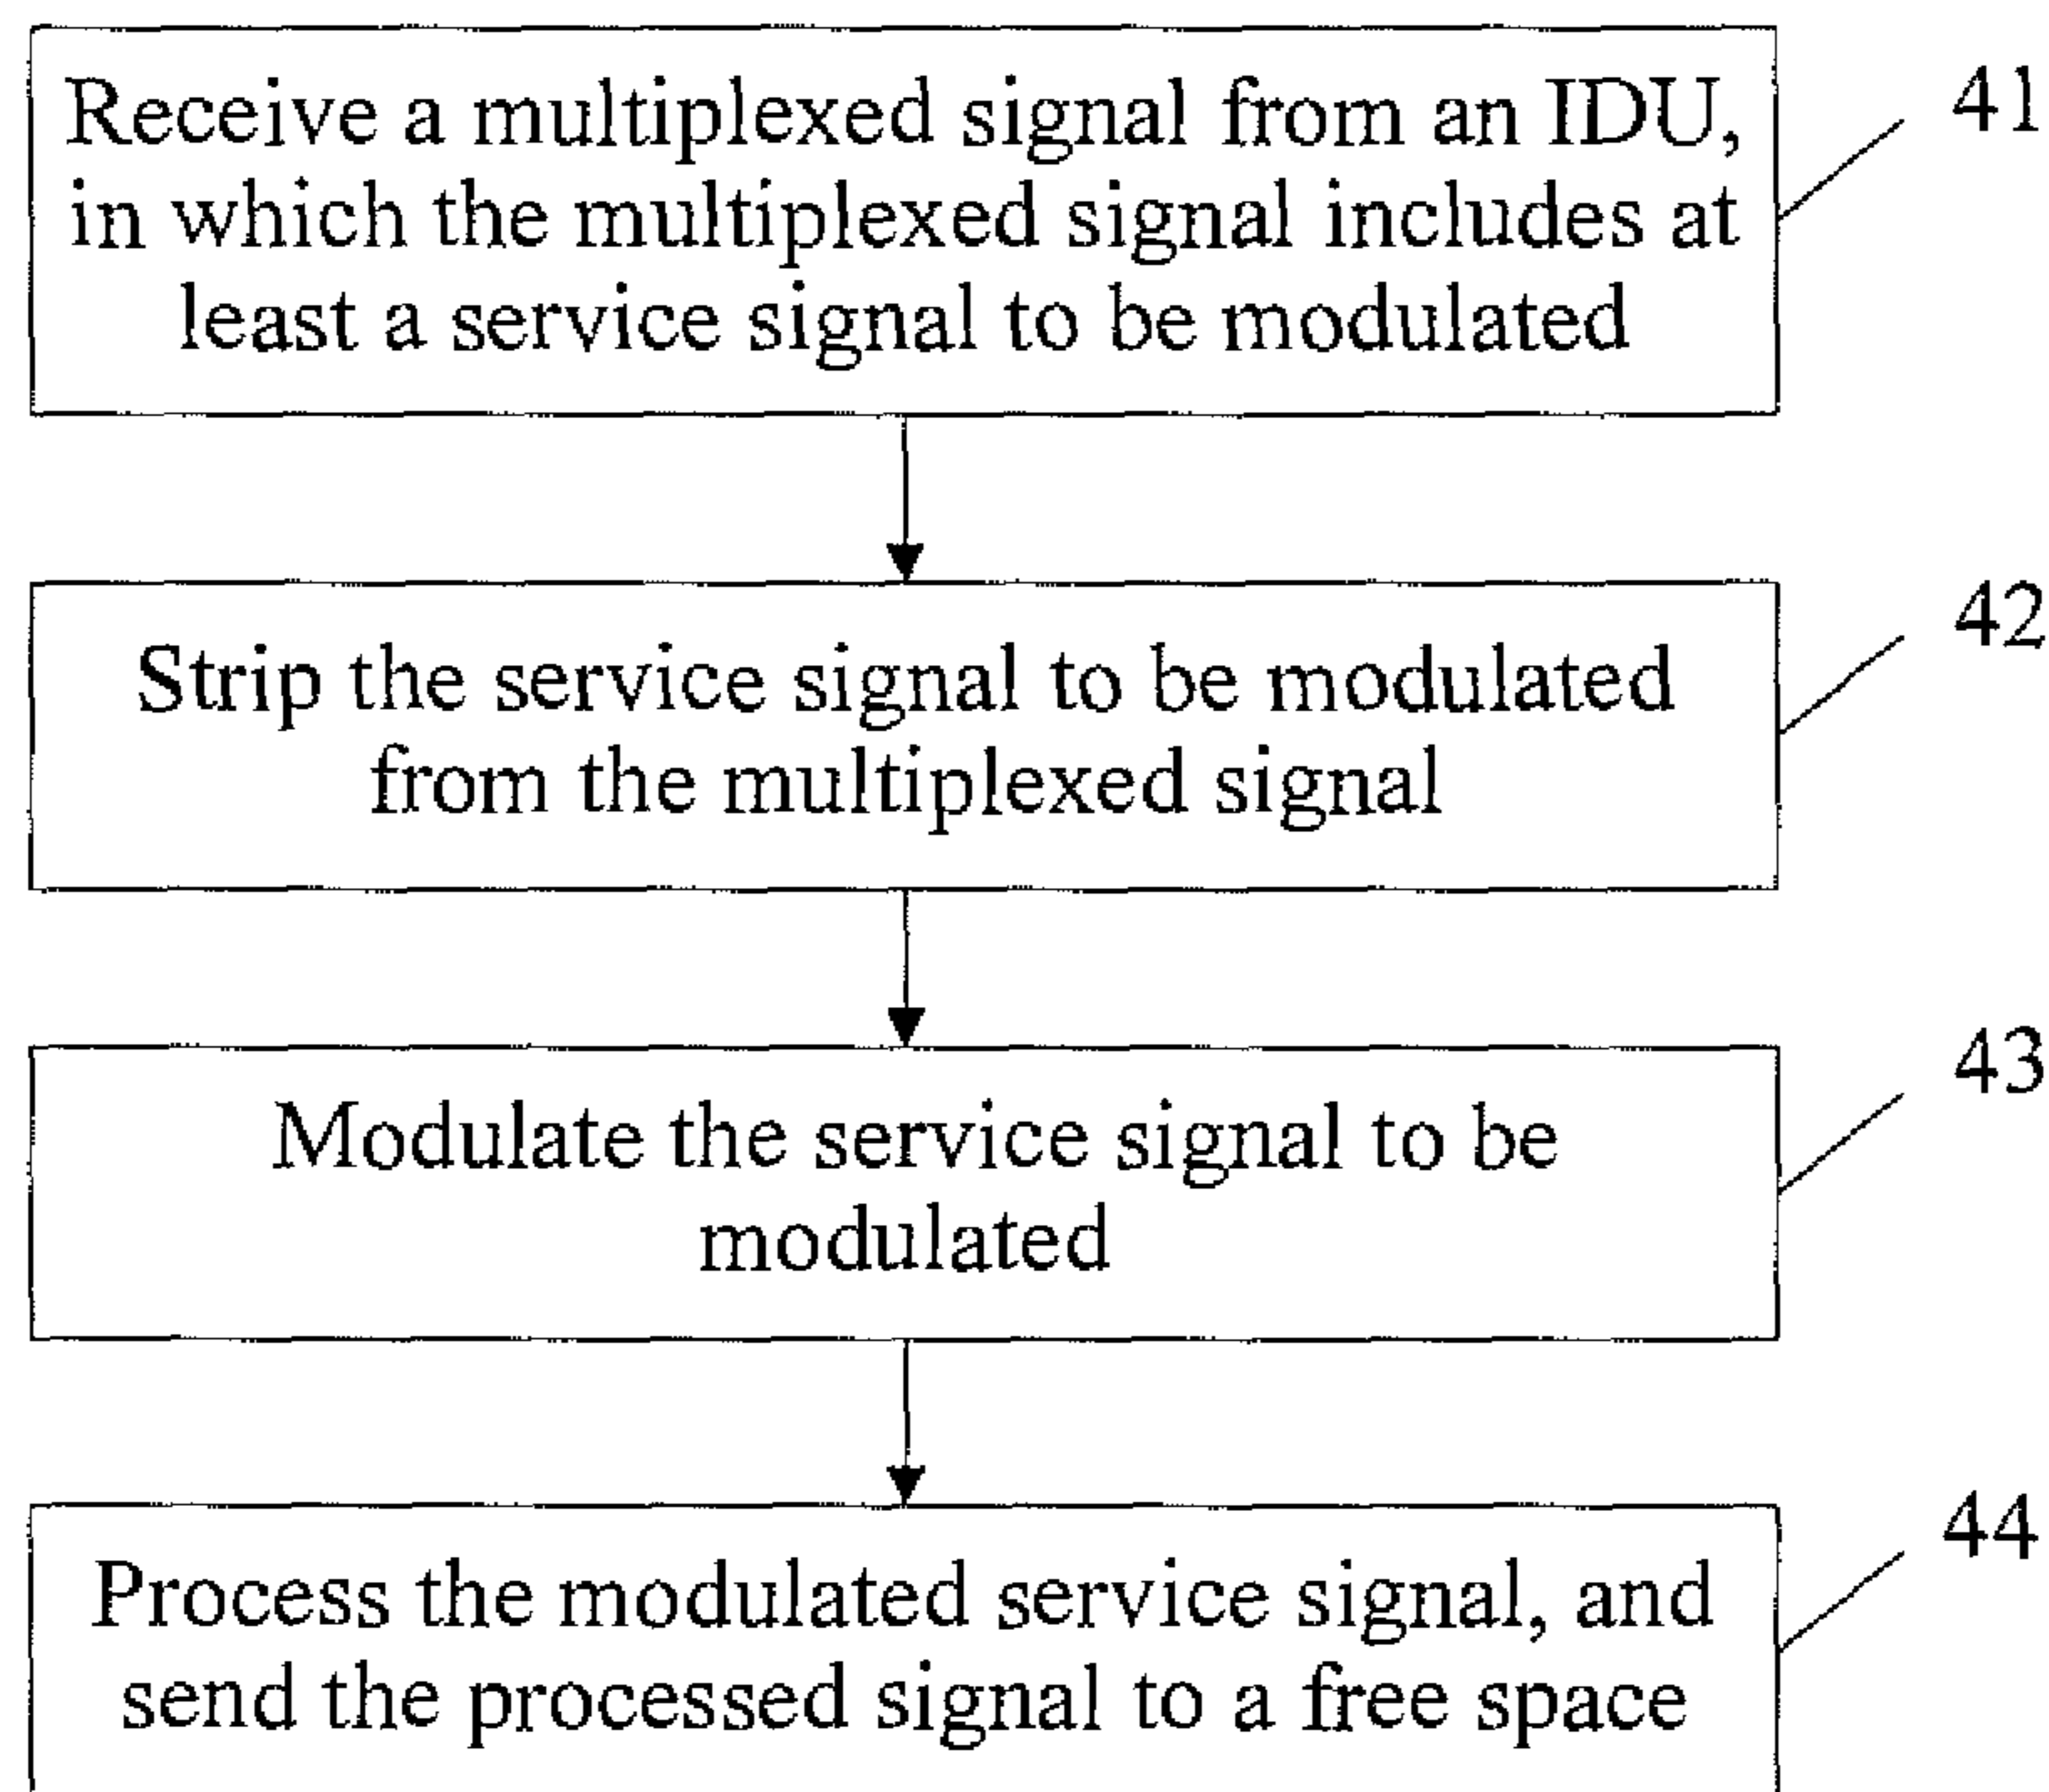 Receive a multiplexed signal from an IDU,
in which the multiplexed signal includes at
least a service signal to be modulated
41
Strip the service signal to be modulated
from the multiplexed signal
42
Modulate the service signal to be
modulated
43
Process the modulated service signal, and
send the processed signal to a free space
44